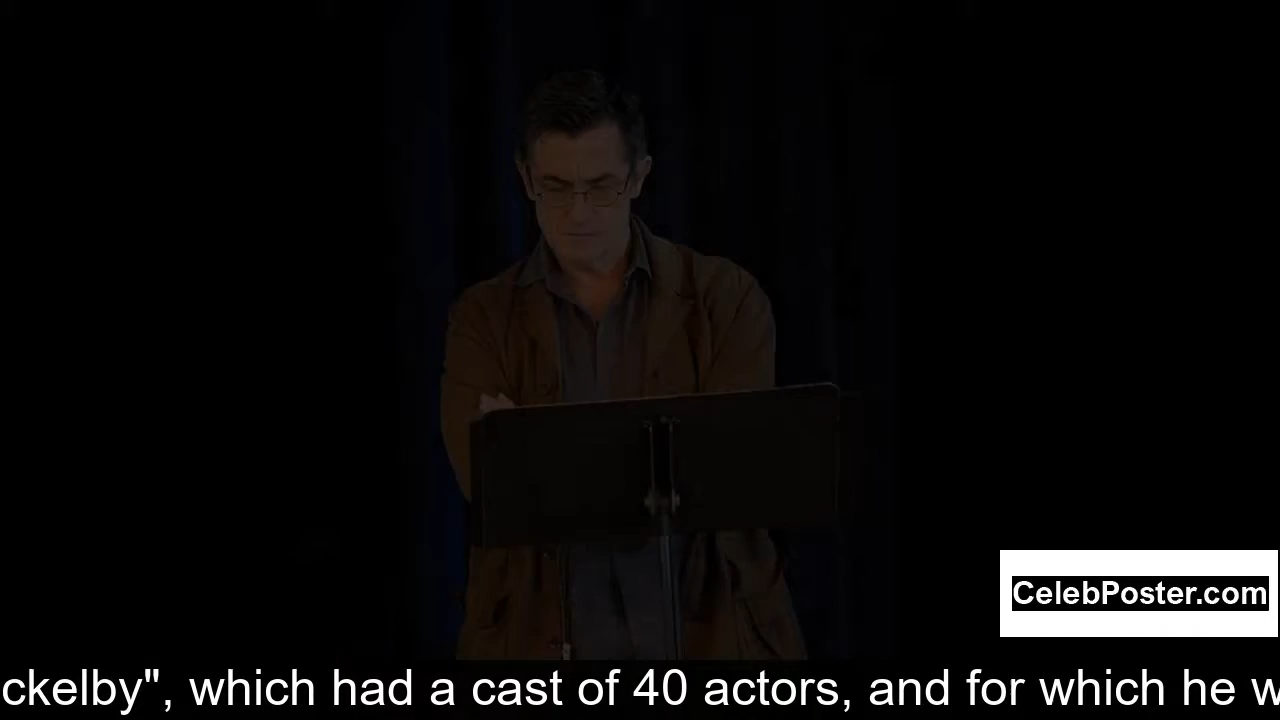 CelebPoster.com
ckelby", which had a cast of 40 actors, and for which he w